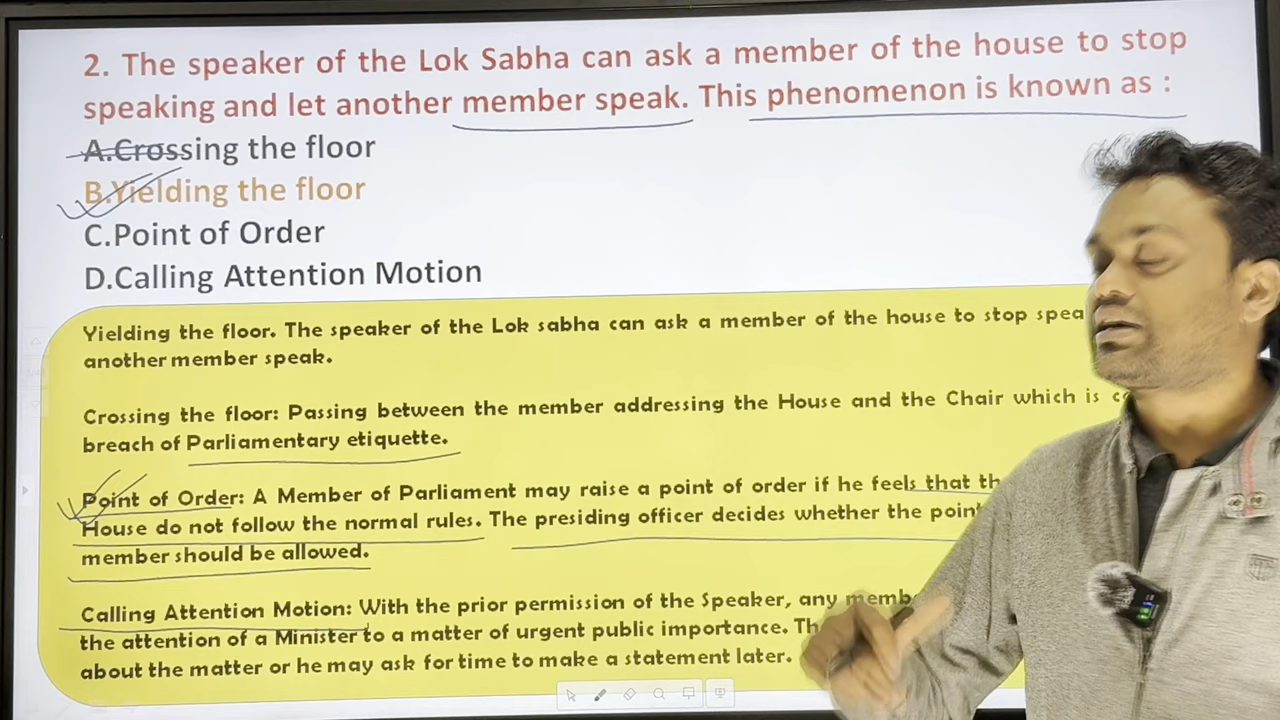 2. The speaker of the Lok Sabha can ask a member of the house to stop
speaking and let another member speak. This phenomenon is known as :
A.Crossing the floor
B.Yielding the floor
C.Point of Order
D.Calling Attention Motion
Yielding the floor. The speaker of the Lok sabha can ask a member of the house to stop
another member speak.
Crossing the floor: Passing between the member addressing the House and the Chair which is
breach of Parliamentary etiquette.
Point of Order: A Member of Parliament may raise a point of order if he feels that
House do not follow the normal rules. The presiding officer decides whether the
member should be allowed.
Calling Attention Motion: With the prior permission of the Speaker, any
the attention of a Minister to a matter of urgent public importance.
about the matter or he may ask for time to make a statement later.